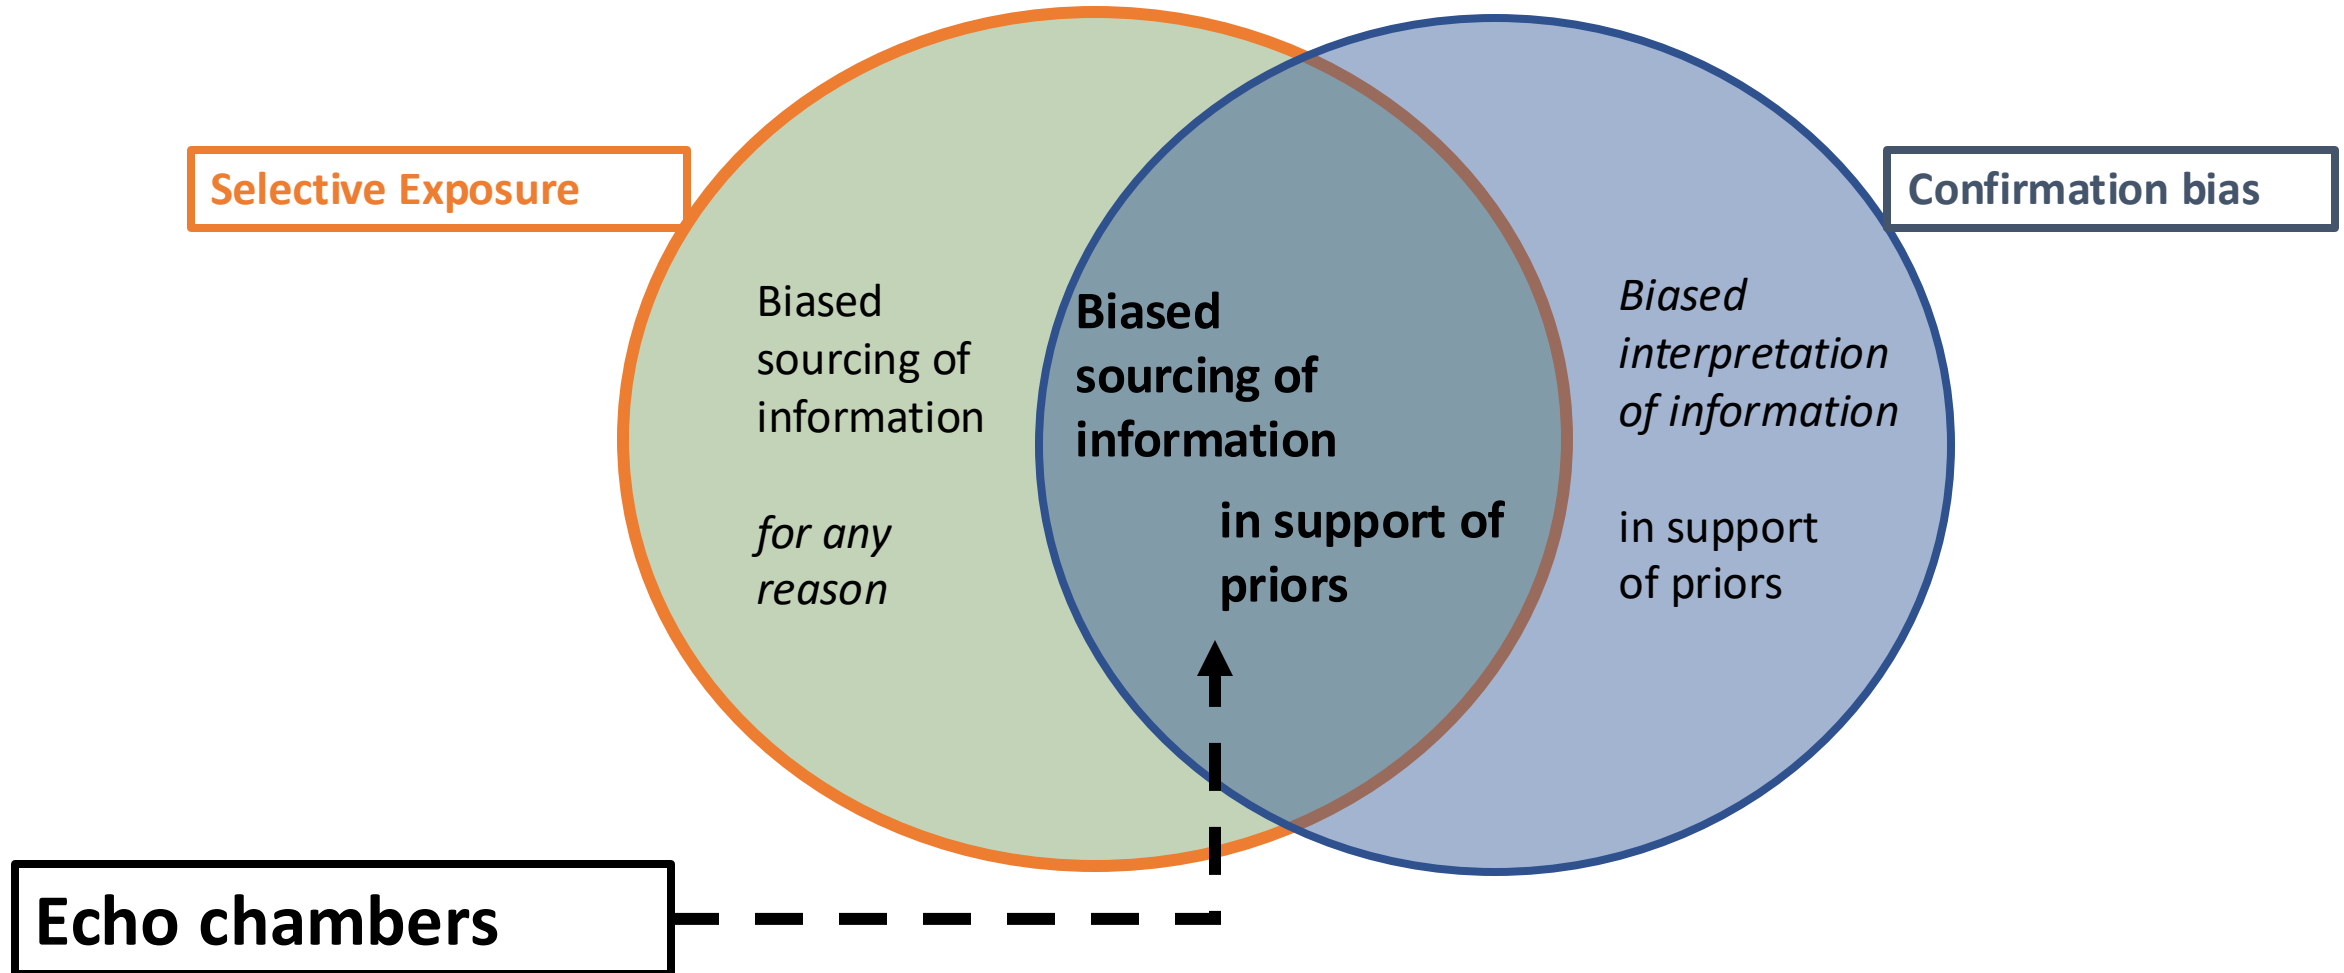 Selective Exposure
Confirmation bias
Biased
sourcing of
information
for any
reason
Biased
sourcing of
information
in support of
priors
Biased
interpretation
of information
in support
of priors
Echo chambers